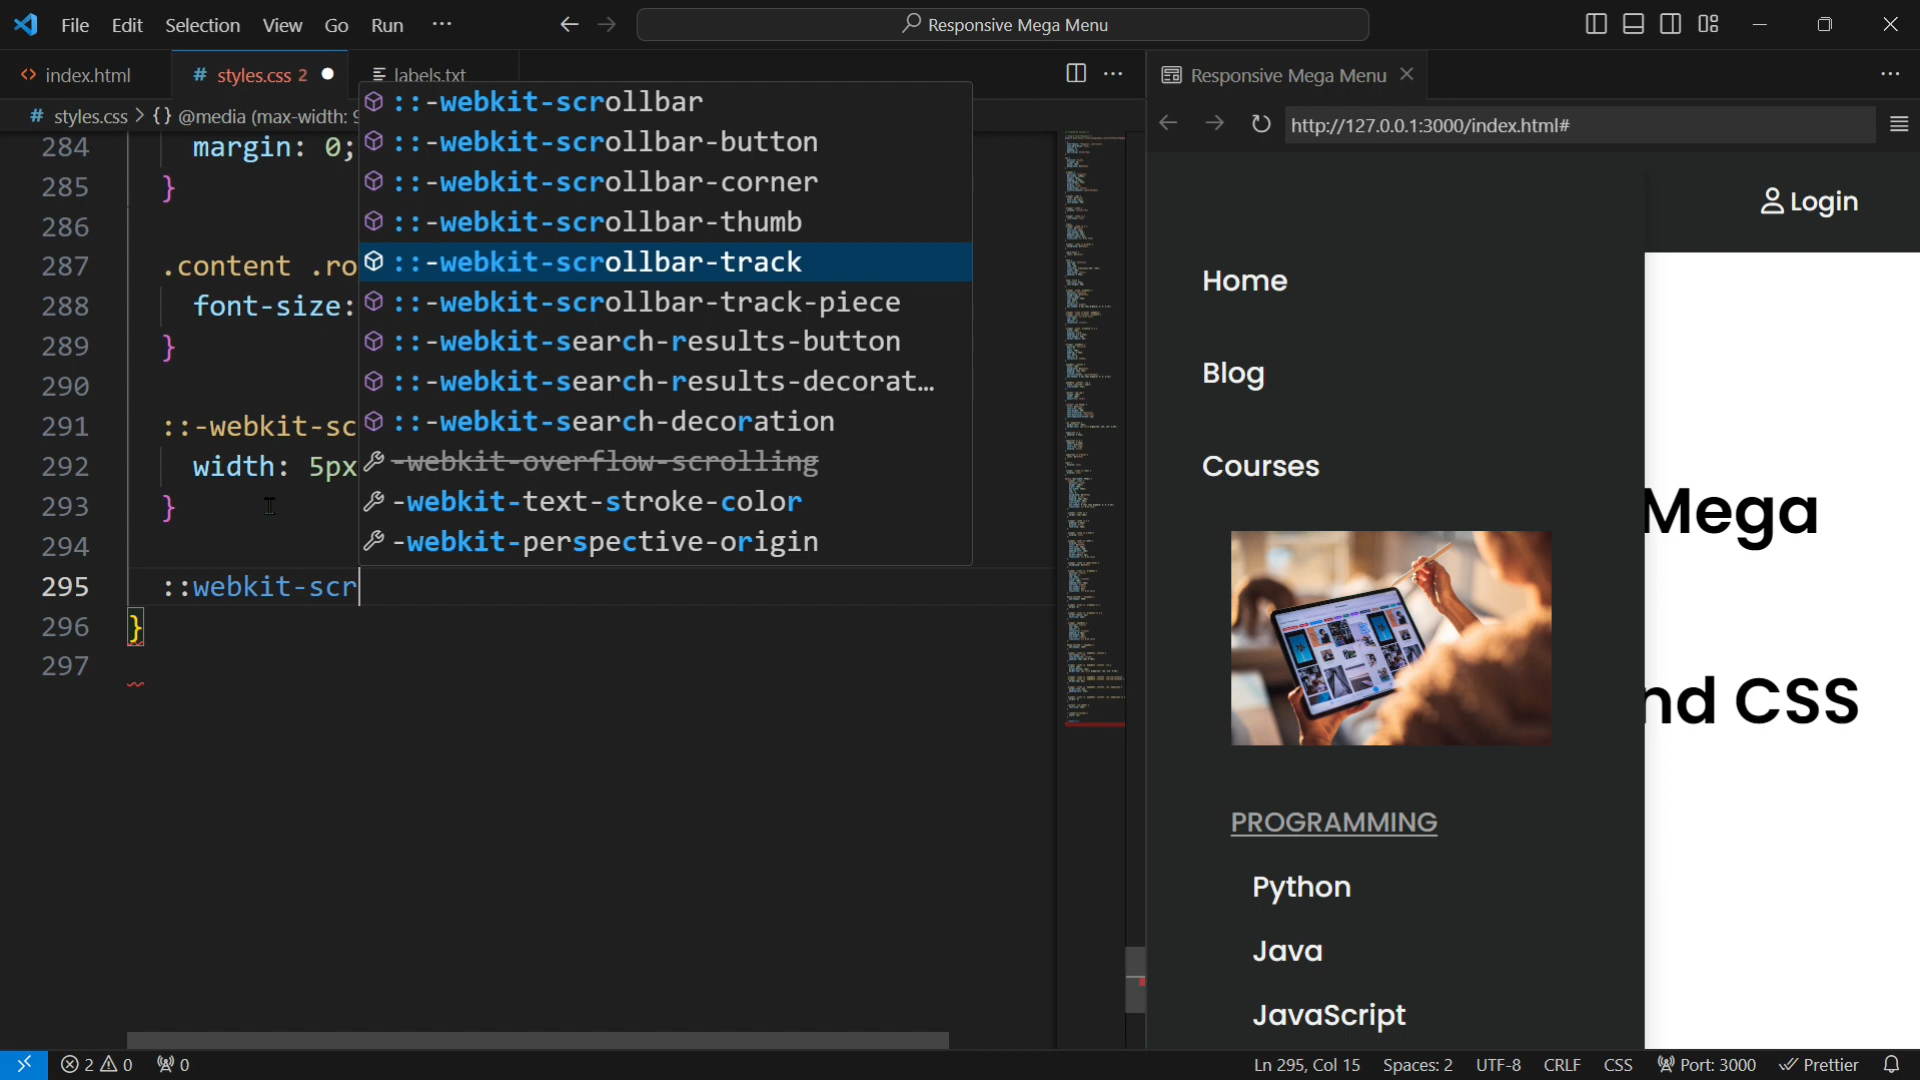 File Edit Selection View Go Run ···
Responsive Mega Menu
index.html
styles.css 2
labels.txt
Responsive Mega Menu
styles.css > {} @media (max-width: 9
http://127.0.0.1:3000/index.html#
284 margin: 0;
285 }
286
287 .content .ro
288 font-size:
289 }
290
291 ::-webkit-sc
292 width: 5px
293 }
294
295 ::webkit-scr
296 }
297
::-webkit-scrollbar
::-webkit-scrollbar-button
::-webkit-scrollbar-corner
::-webkit-scrollbar-thumb
::-webkit-scrollbar-track
::-webkit-scrollbar-track-piece
::-webkit-search-results-button
::-webkit-search-results-decorat…
::-webkit-search-decoration
-webkit-overflow-scrolling
-webkit-text-stroke-color
-webkit-perspective-origin
Login
Home
Blog
Courses
Mega
nd CSS
PROGRAMMING
Python
Java
JavaScript
2 0 0
Ln 295, Col 15 Spaces: 2 UTF-8 CRLF CSS Port: 3000 Prettier